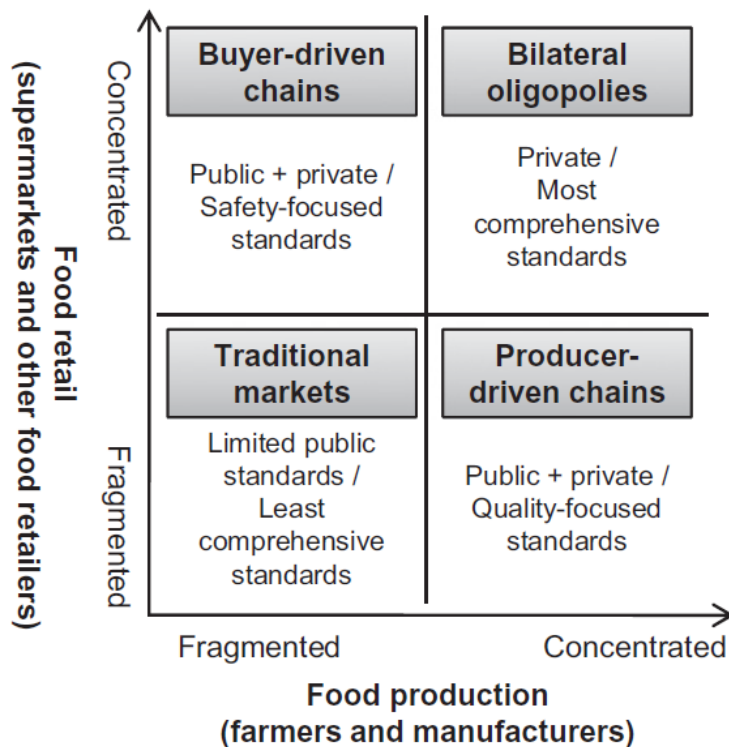 Food retail
(supermarkets and other food retailers)
Concentrated
Fragmented
Buyer-driven
chains
Public + private /
Safety-focused
standards
Bilateral
oligopolies
Private /
Most
comprehensive
standards
Traditional
markets
Limited public
standards /
Least
comprehensive
standards
Producer-
driven chains
Public + private /
Quality-focused
standards
Fragmented
Concentrated
Food production
(farmers and manufacturers)